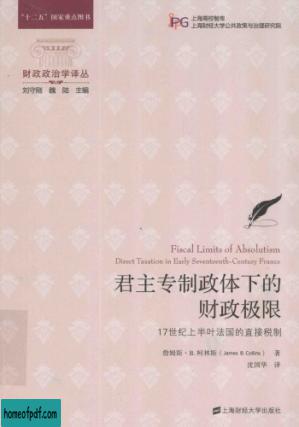 "十二五"国家重点图书
财政政治学译丛
刘守刚 魏陆 主编
IPPG
上海高校智库
上海财经大学公共政策与治理研究院
Fiscal Limits of Absolutism
Direct Taxation in Early Seventeenth-Century France
君主专制政体下的
财政极限
17世纪上半叶法国的直接税制
詹姆斯·B.柯林斯(James B Collins) 著
沈国华 译
上海财经大学出版社
homeofpdf.com
homeofpdf.com